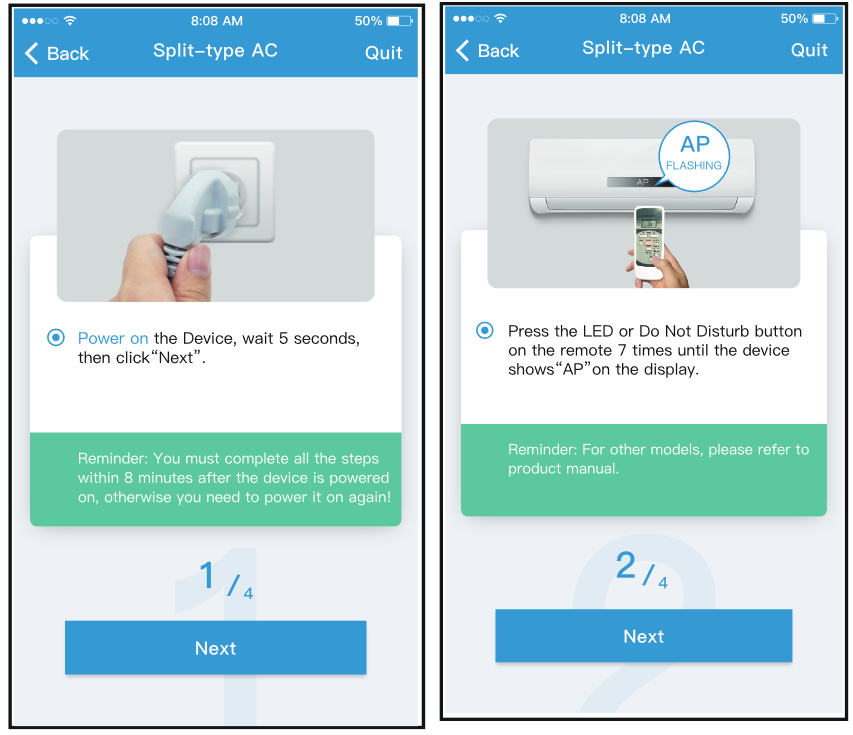 8:08 AM
50%
Back
Split-type AC
Quit
Power on the Device, wait 5 seconds,
then click“Next”.
Reminder: You must complete all the steps
within 8 minutes after the device is powered
on, otherwise you need to power it on again!
1
1/4
Next
8:08 AM
50%
Back
Split-type AC
Quit
AP
FLASHING
AP
Press the LED or Do Not Disturb button
on the remote 7 times until the device
shows“AP”on the display.
Reminder: For other models, please refer to
product manual.
2
2/4
Next